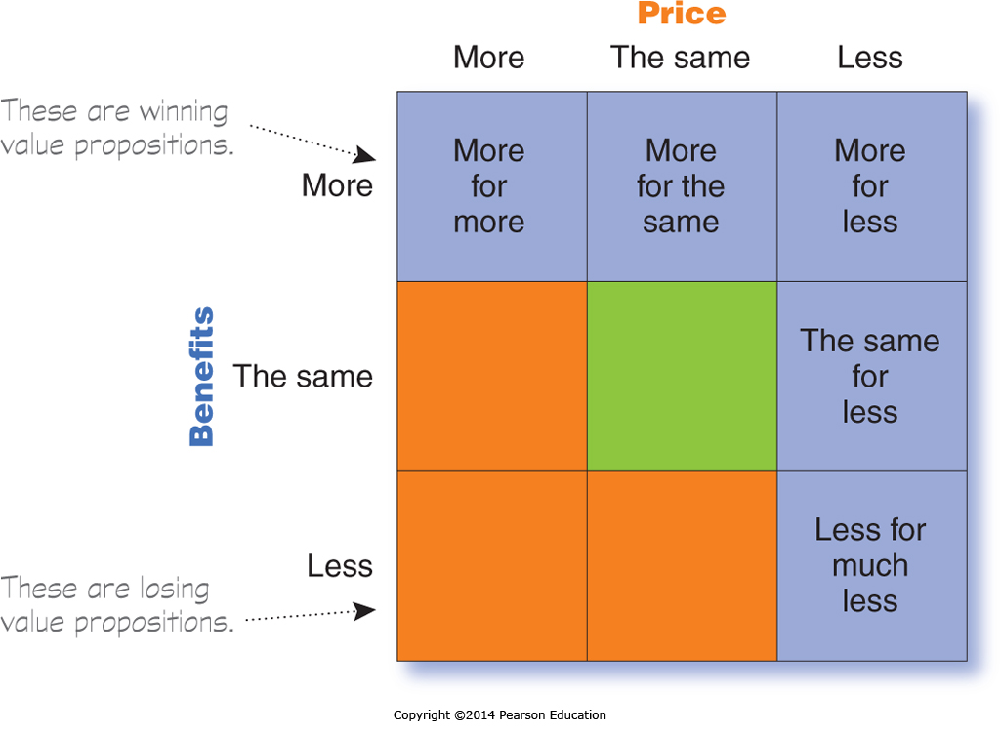 Price
More The same Less
These are winning
value propositions.
More
More
for
more
More
for the
same
More
for
less
Benefits
The same
The same
for
less
Less
These are losing
value propositions.
Less for
much
less
Copyright ©2014 Pearson Education